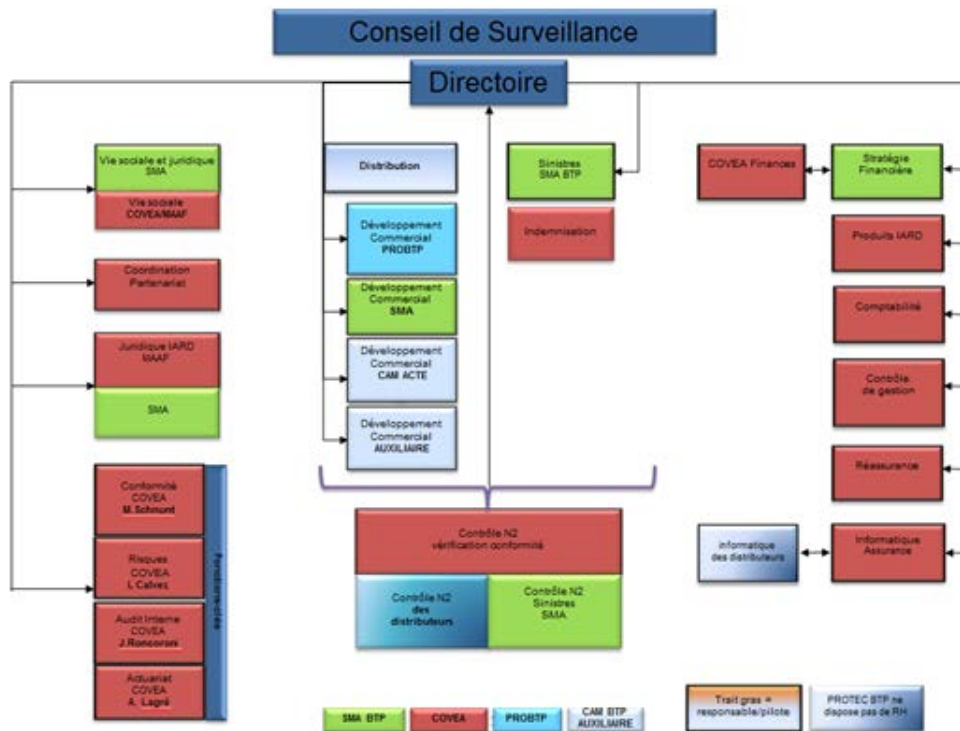 Conseil de Surveillance
Directoire
Vie sociale et juridique
SMA
Vie sociale
COVEA/MAAF
Coordination
Partenariat
Juridique IARD
MAAF
SMA
Conformité
COVEA
M.Schnunt
Risques
COVEA
L Calvez
Audit Interne
COVEA
J.Roncoroni
Actuariat
COVEA
A. Lagré
Fonctions-clés
Distribution
Développement
Commercial
PROBTP
Développement
Commercial
SMA
Développement
Commercial
CAM ACTE
Développement
Commercial
AUXILIAIRE
Sinistres
SMA BTP
Indemnisation
Contrôle N2
vérification conformité
Contrôle N2
des
distributeurs
Contrôle N2
Sinistres
SMA
COVEA Finances
Stratégie
Financière
Produits IARD
Comptabilité
Contrôle
de gestion
Réassurance
informatique
des distributeurs
Informatique
Assurance
SMA BTP
COVEA
PROBTP
CAM BTP
AUXILIAIRE
Trait gras =
responsable/pilote
PROTEC BTP ne
dispose pas de RH